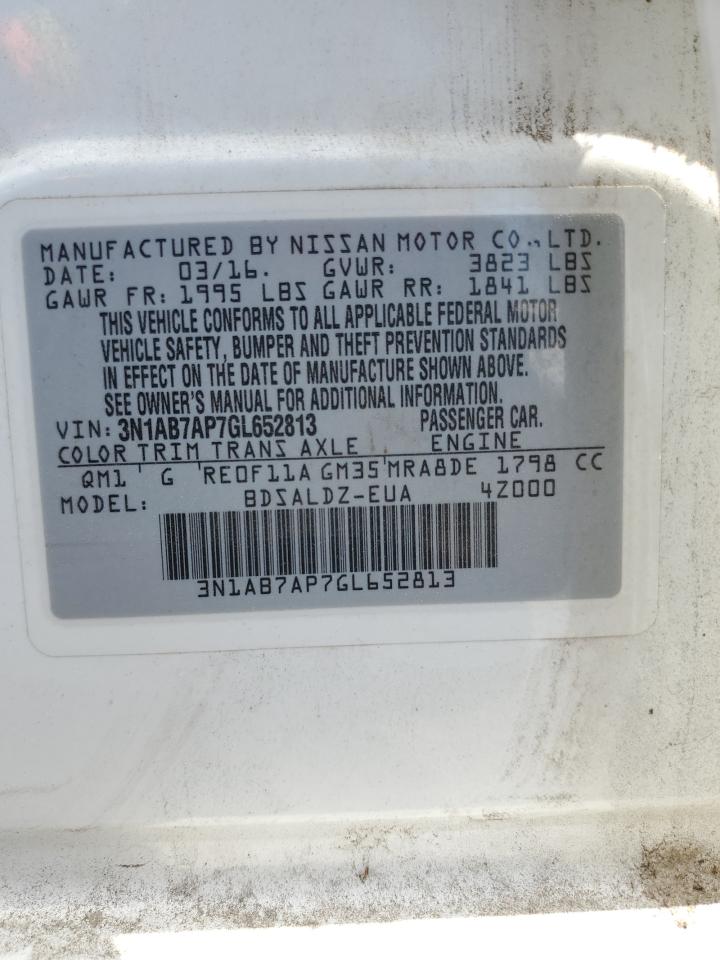 MANUFACTURED BY NISSAN MOTOR CO., LTD.
DATE: 03/16. GVWR: 3823 LBS
GAWR FR: 1995 LBS GAWR RR: 1841 LBS
THIS VEHICLE CONFORMS TO ALL APPLICABLE FEDERAL MOTOR
VEHICLE SAFETY, BUMPER AND THEFT PREVENTION STANDARDS
IN EFFECT ON THE DATE OF MANUFACTURE SHOWN ABOVE.
SEE OWNER'S MANUAL FOR ADDITIONAL INFORMATION.
VIN: 3N1AB7AP7GL652813 PASSENGER CAR.
COLOR TRIM TRANS AXLE ENGINE
QM1 G RE0F11A GM35 MRA8DE 1798 CC
MODEL: BDSALDZ-EUA 4Z000
3N1AB7AP7GL652813